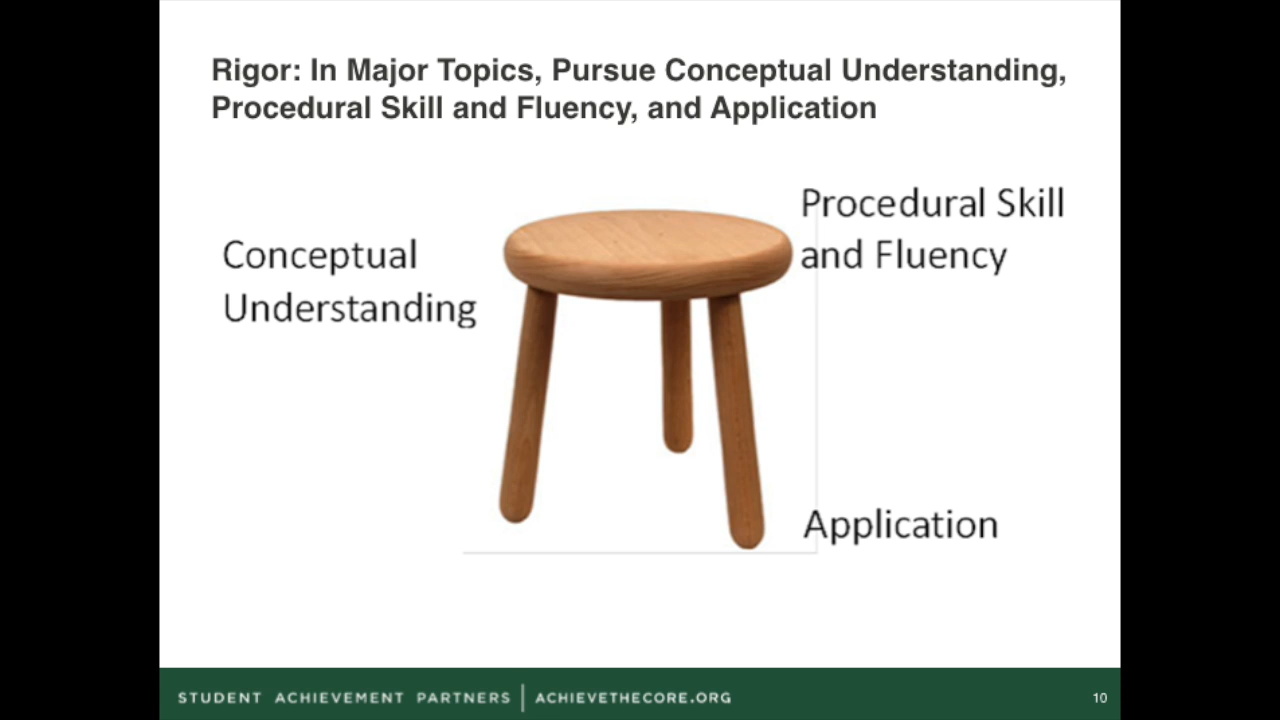 Rigor: In Major Topics, Pursue Conceptual Understanding,
Procedural Skill and Fluency, and Application
Conceptual
Understanding
Procedural Skill
and Fluency
Application
STUDENT ACHIEVEMENT PARTNERS | ACHIEVETHECORE.ORG
10